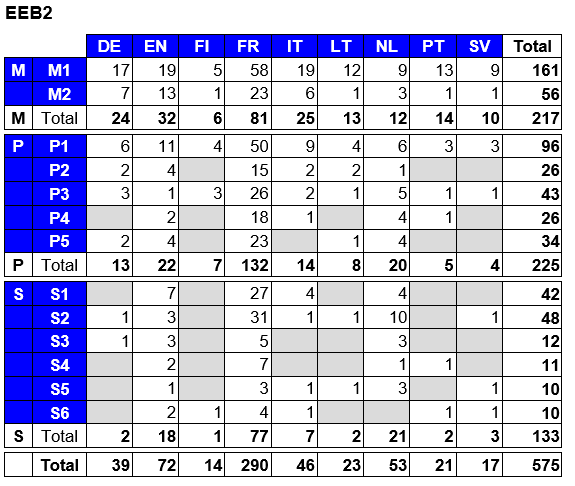 EEB2
DE EN FI FR IT LT NL PT SV Total
M M1 17 19 5 58 19 12 9 13 9 161
M2 7 13 1 23 6 1 3 1 1 56
M Total 24 32 6 81 25 13 12 14 10 217
P P1 6 11 4 50 9 4 6 3 3 96
P2 2 4 15 2 2 1 26
P3 3 1 3 26 2 1 5 1 1 43
P4 2 18 1 4 1 26
P5 2 4 23 1 4 34
P Total 13 22 7 132 14 8 20 5 4 225
S S1 7 27 4 4 42
S2 1 3 31 1 1 10 1 48
S3 1 3 5 3 12
S4 2 7 1 1 11
S5 1 3 1 1 3 1 10
S6 2 1 4 1 1 1 10
S Total 2 18 1 77 7 2 21 2 3 133
Total 39 72 14 290 46 23 53 21 17 575